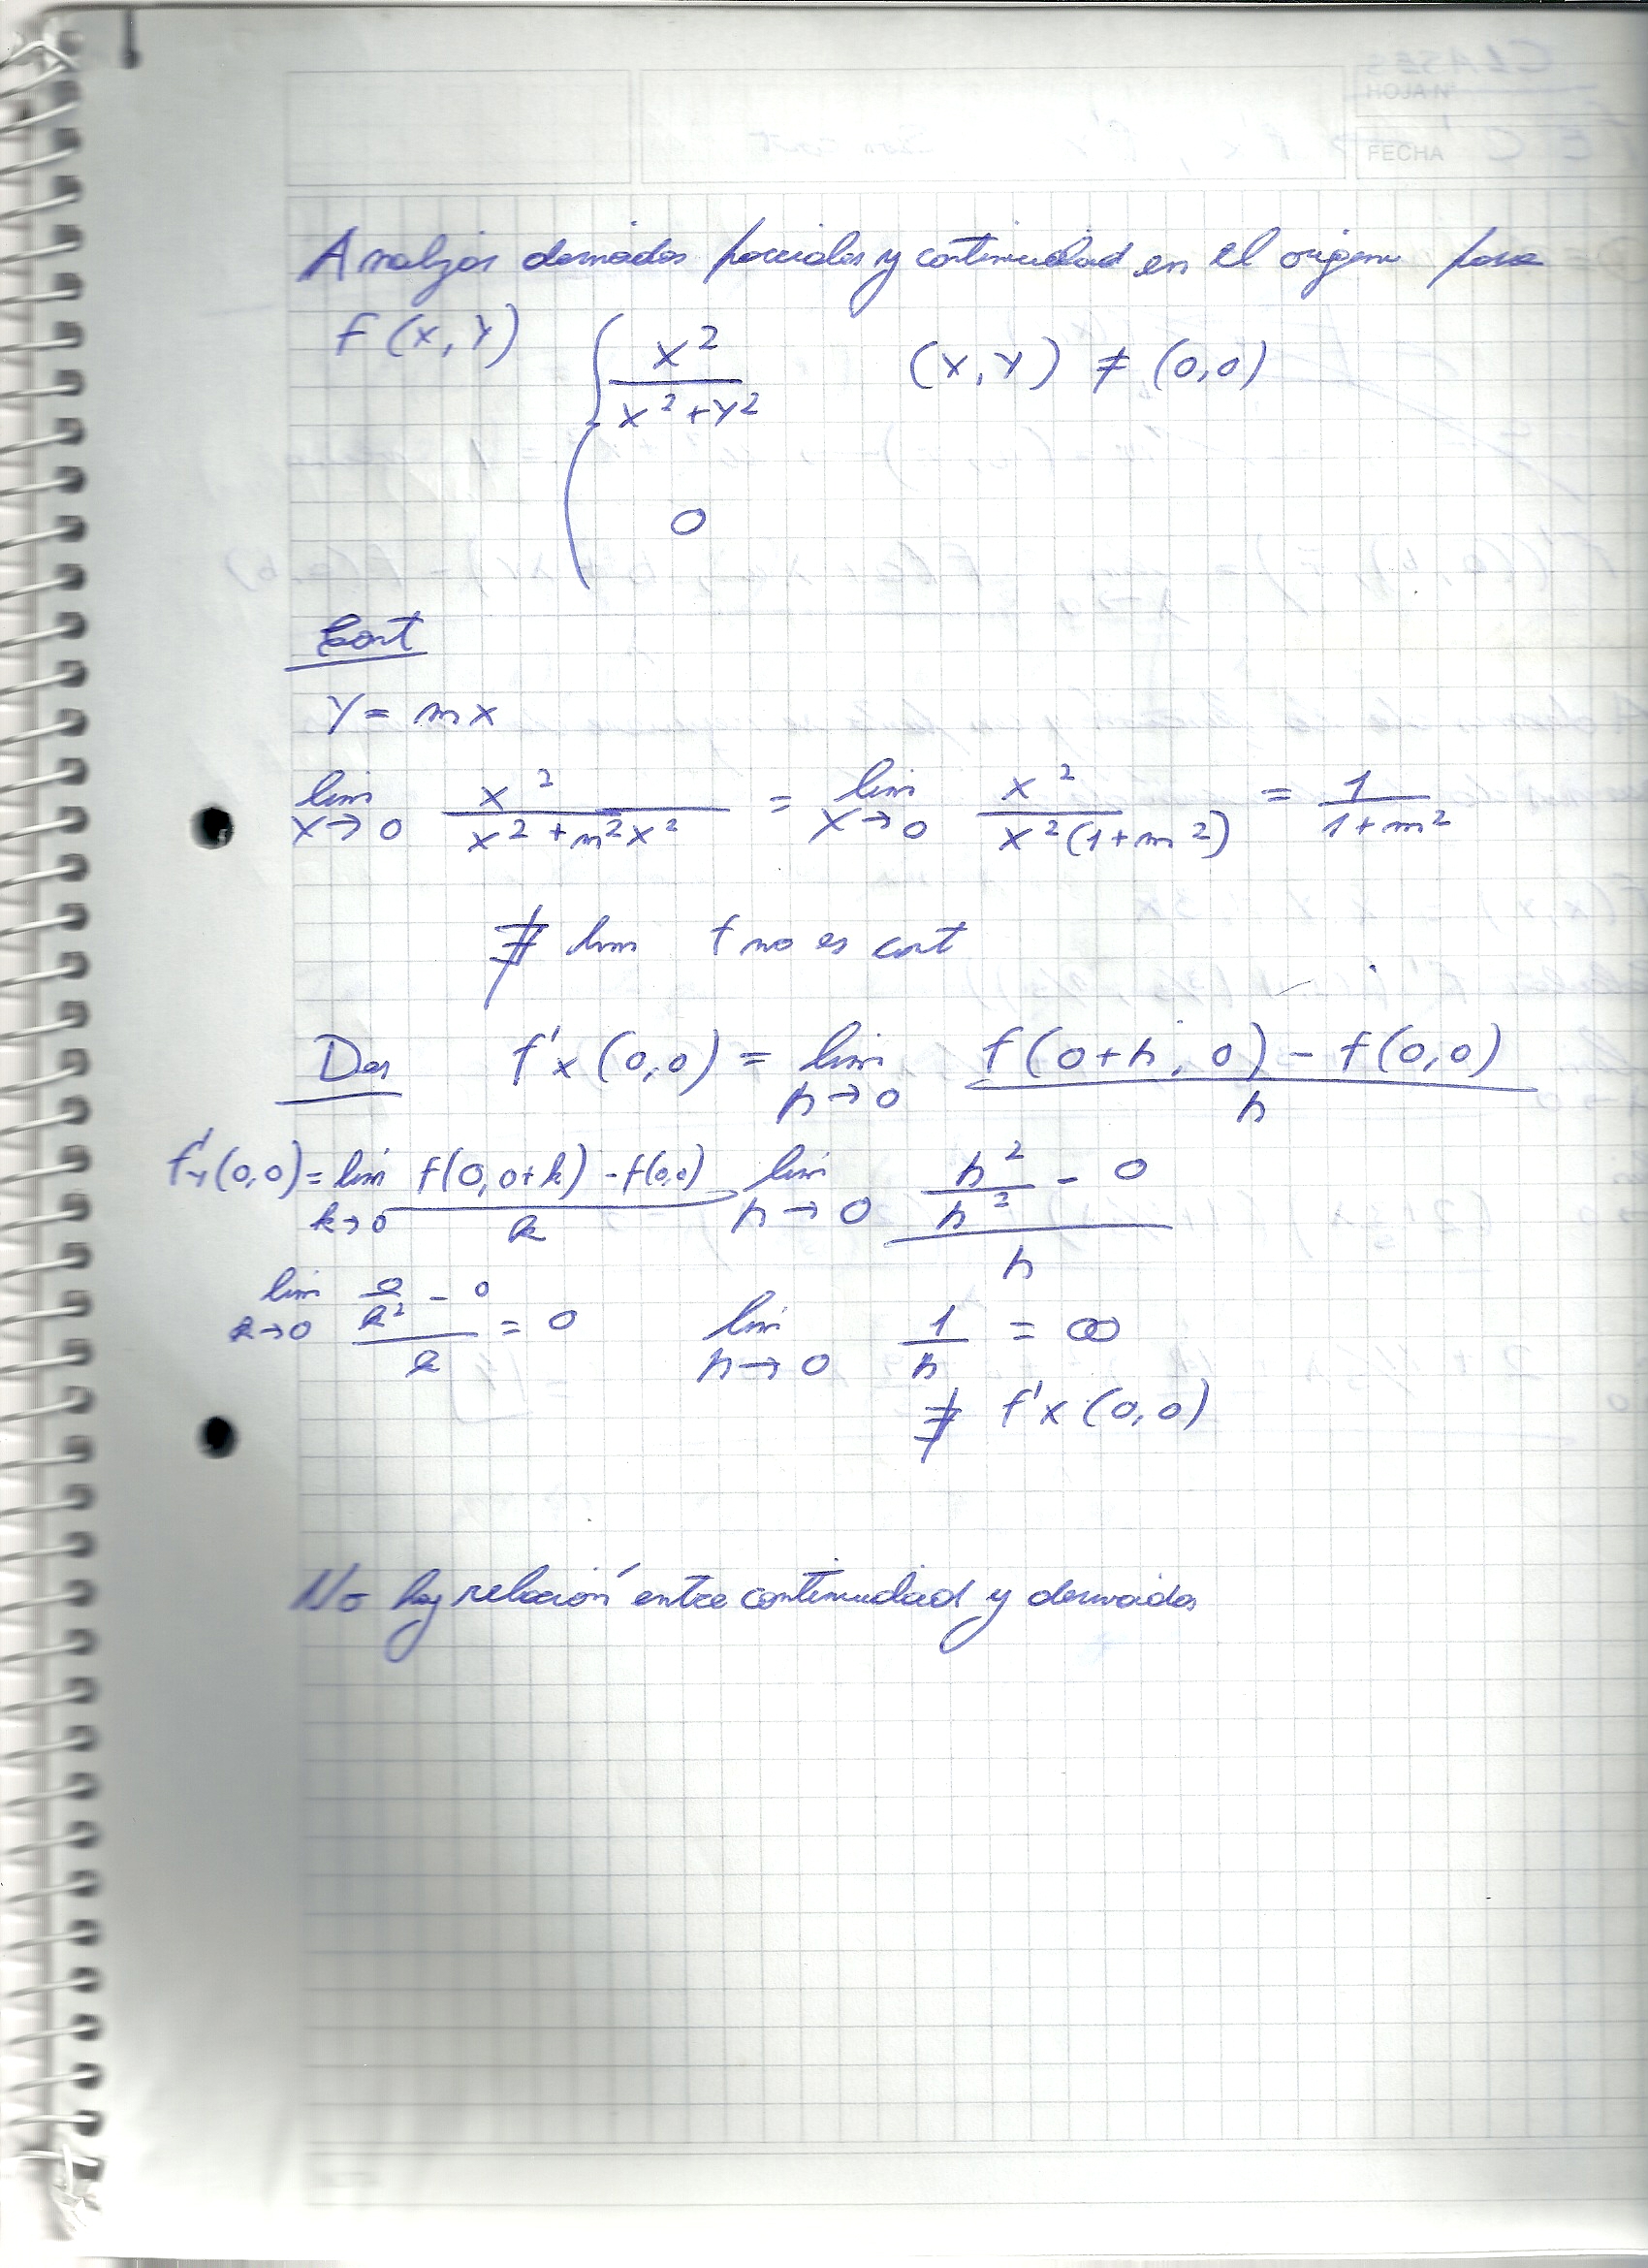 HOJA Nº
FECHA
Analizar derivadas parciales y continuidad en el origen para
f(x,y) { x²/(x²+y²) (x,y) ≠ (0,0)
0
Cont
y = mx
lim x→0 x²/(x²+m²x²) = lim x→0 x²/(x²(1+m²)) = 1/(1+m²)
∄ lim f no es cont
Der f'x(0,0) = lim h→0 (f(0+h,0) - f(0,0))/h
f'y(0,0) = lim k→0 (f(0,0+k) - f(0,0))/k lim h→0 (h²/h² - 0)/h
lim k→0 (0/k² - 0)/k = 0 lim h→0 1/h = ∞
∄ f'x(0,0)
No hay relación entre continuidad y derivadas